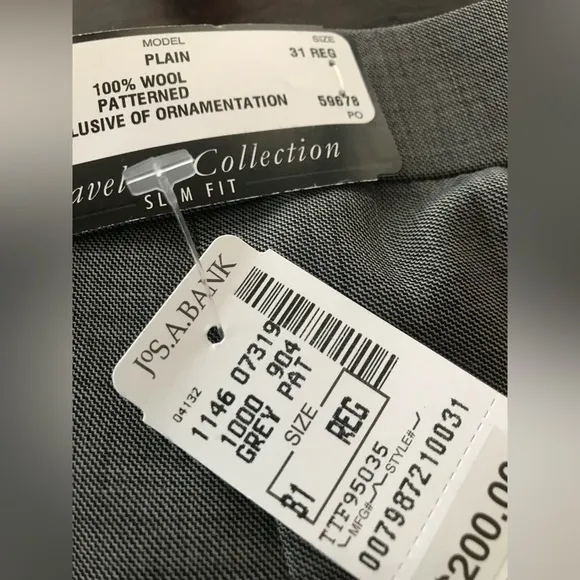 MODEL SIZE
PLAIN 31 REG
100% WOOL
PATTERNED
LUSIVE OF ORNAMENTATION 59678
PO
avel Collection
SLIM FIT
JOS. A. BANK
04132
1146 07319
1000 904
GREY PAT
SIZE
31 REG
TTF95035
MFG# STYLE#
007987210031
$200.0